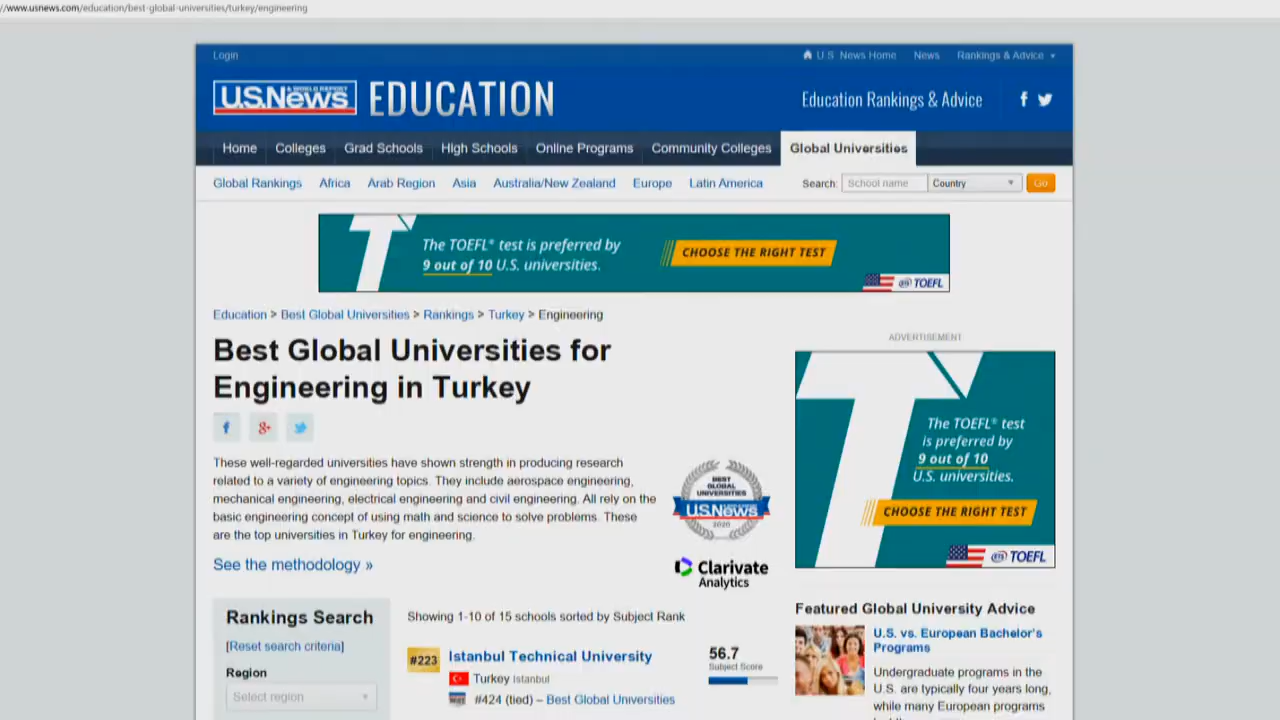 //www.usnews.com/education/best-global-universities/turkey/engineering
Login
U.S. News Home News Rankings & Advice
U.S.News & WORLD REPORT EDUCATION
Education Rankings & Advice
Home Colleges Grad Schools High Schools Online Programs Community Colleges Global Universities
Global Rankings Africa Arab Region Asia Australia/New Zealand Europe Latin America Search: School name Country Go
The TOEFL® test is preferred by
9 out of 10 U.S. universities.
CHOOSE THE RIGHT TEST
ets TOEFL
Education > Best Global Universities > Rankings > Turkey > Engineering
Best Global Universities for
Engineering in Turkey
These well-regarded universities have shown strength in producing research
related to a variety of engineering topics. They include aerospace engineering,
mechanical engineering, electrical engineering and civil engineering. All rely on the
basic engineering concept of using math and science to solve problems. These
are the top universities in Turkey for engineering.
See the methodology »
BEST
GLOBAL
UNIVERSITIES
U.S.News
2020
Clarivate
Analytics
ADVERTISEMENT
The TOEFL® test
is preferred by
9 out of 10
U.S. universities.
CHOOSE THE RIGHT TEST
ets TOEFL
Rankings Search
[Reset search criteria]
Region
Select region
Showing 1-10 of 15 schools sorted by Subject Rank
#223 Istanbul Technical University
Turkey Istanbul
#424 (tied) – Best Global Universities
56.7
Subject Score
Featured Global University Advice
U.S. vs. European Bachelor's
Programs
Undergraduate programs in the
U.S. are typically four years long,
while many European programs